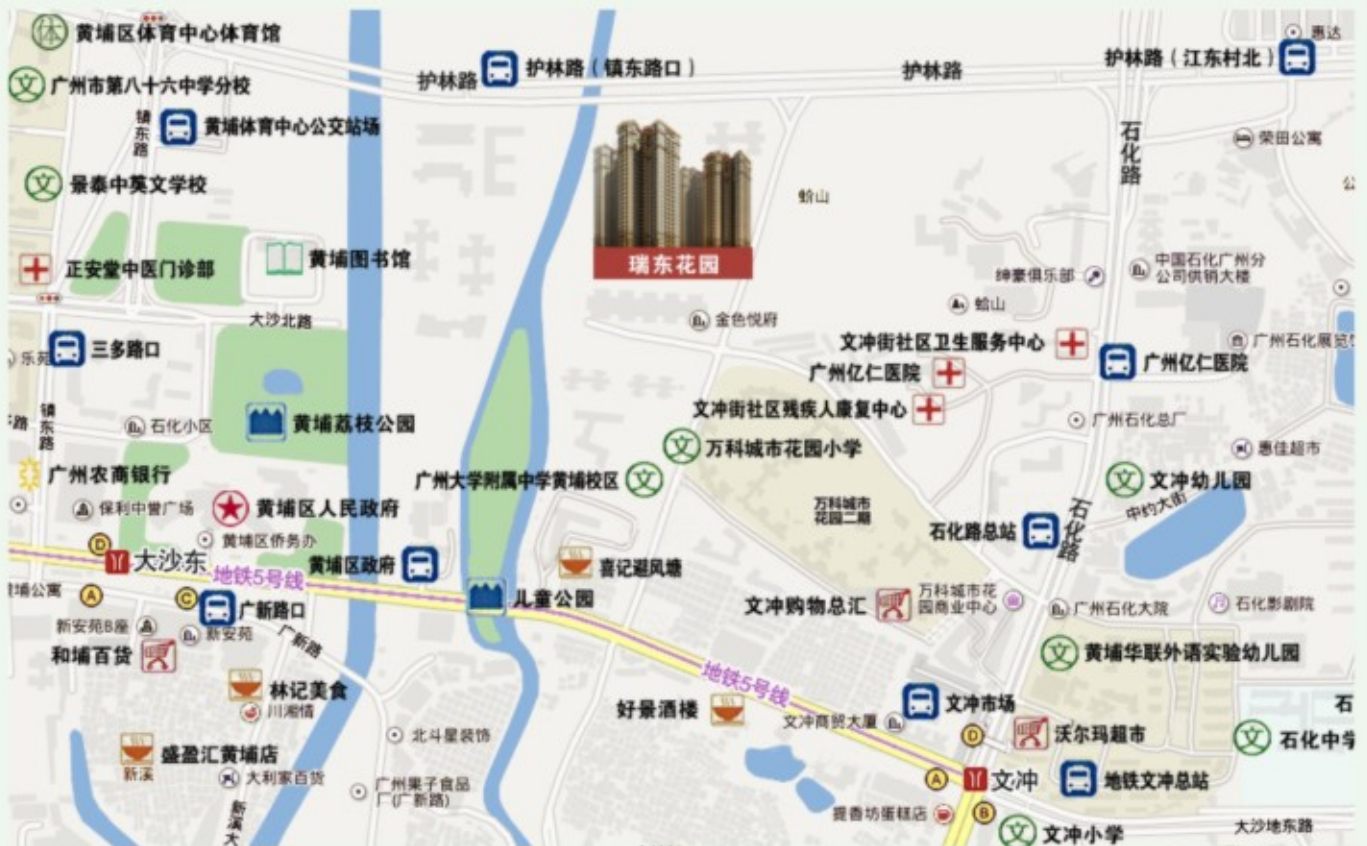 体
黄埔区体育中心体育馆
惠达
护林路
护林路（镇东路口）
护林路
护林路（江东村北）
文
广州市第八十六中学分校
镇东路
黄埔体育中心公交站场
石化路
荣田公寓
文
景泰中英文学校
蚧山
公
正安堂中医门诊部
黄埔图书馆
瑞东花园
绅豪俱乐部
中国石化广州分
公司供销大楼
蛤山
大沙北路
金色悦府
乐苑
三多路口
文冲街社区卫生服务中心
广州石化展览
广州亿仁医院
广州亿仁医院
文冲街社区残疾人康复中心
镇东路
路
石化小区
黄埔荔枝公园
广州石化总厂
文
万科城市花园小学
惠佳超市
广州农商银行
广州大学附属中学黄埔校区
文
文
文冲幼儿园
保利中誉广场
黄埔区人民政府
万科城市
花园二期
中约大街
石化路总站
石化路
D
大沙东
黄埔区侨务办
黄埔区政府
喜记避风塘
地铁5号线
埔公寓
A
C
广新路口
儿童公园
文冲购物总汇
万科城市花
园商业中心
广州石化大院
石化影剧院
新安苑B座
新安苑
广新路
和埔百货
文
黄埔华联外语实验幼儿园
地铁5号线
林记美食
川湘情
好景酒楼
文冲商贸大厦
文冲市场
石
北斗星装饰
D
沃尔玛超市
文
石化中学
盛盈汇黄埔店
新溪
大利家百货
广州果子食品
厂(广新路)
A
文冲
地铁文冲总站
新溪大
提香坊蛋糕店
B
文
文冲小学
大沙地东路